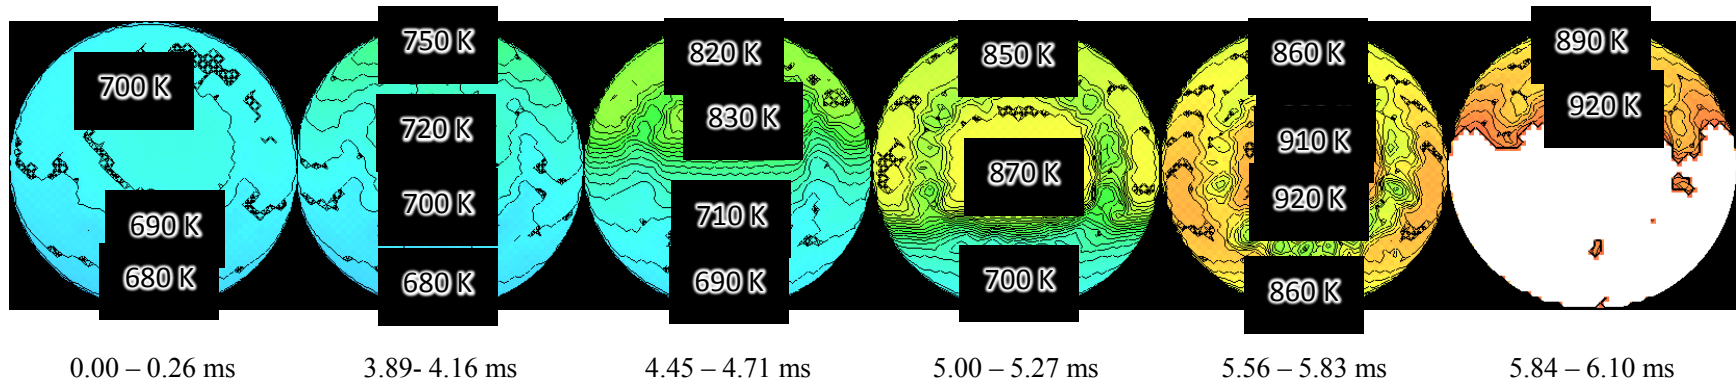 700 K
690 K
680 K
750 K
720 K
700 K
680 K
820 K
830 K
710 K
690 K
850 K
870 K
700 K
860 K
910 K
920 K
860 K
890 K
920 K
0.00 – 0.26 ms
3.89- 4.16 ms
4.45 – 4.71 ms
5.00 – 5.27 ms
5.56 – 5.83 ms
5.84 – 6.10 ms